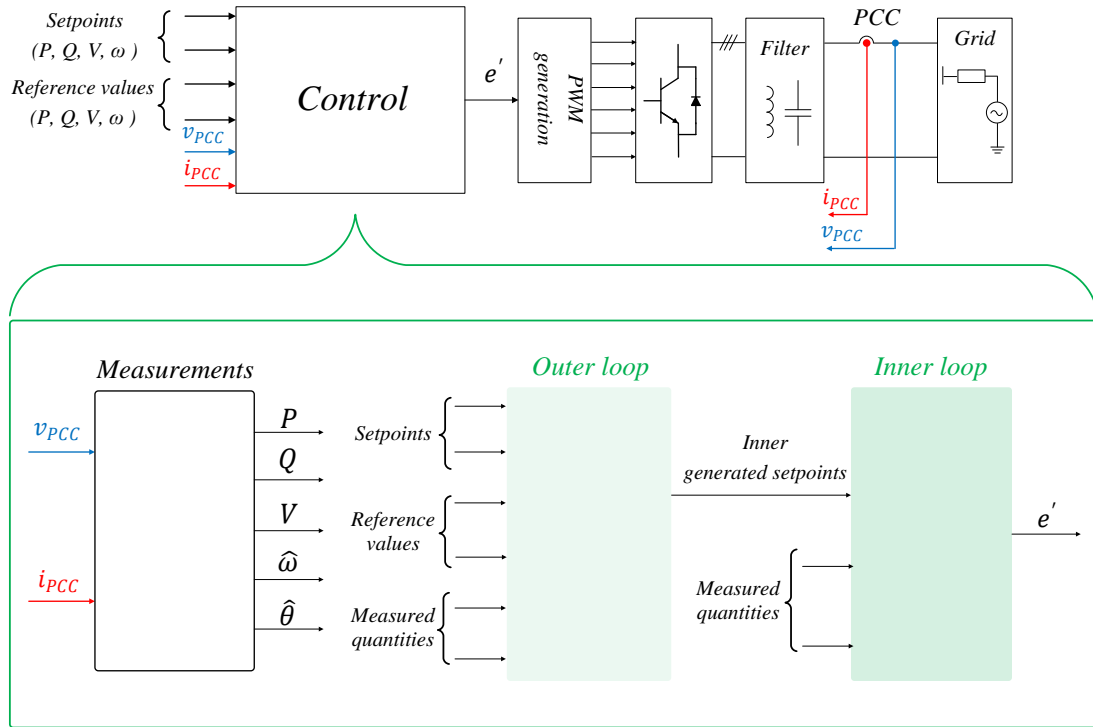 Setpoints
(P, Q, V, ω )
Reference values
(P, Q, V, ω )
v_PCC
i_PCC
Control
e'
PWM
generation
Filter
PCC
Grid
i_PCC
v_PCC
Measurements
v_PCC
i_PCC
P
Q
V
ω̂
θ̂
Outer loop
Setpoints
Reference
values
Measured
quantities
Inner
generated setpoints
Inner loop
Measured
quantities
e'